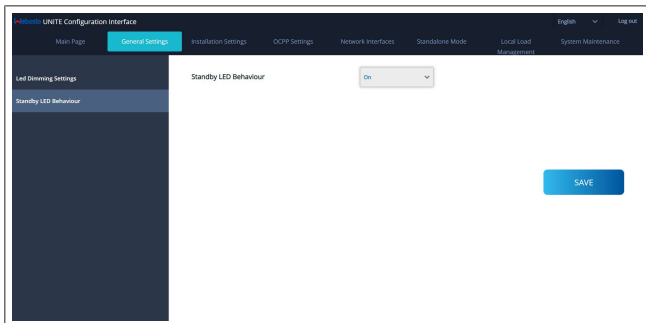 Webasto UNITE Configuration Interface
English
Log out
Main Page
General Settings
Installation Settings
OCPP Settings
Network Interfaces
Standalone Mode
Local Load
Management
System Maintenance
Led Dimming Settings
Standby LED Behaviour
On
Standby LED Behaviour
SAVE